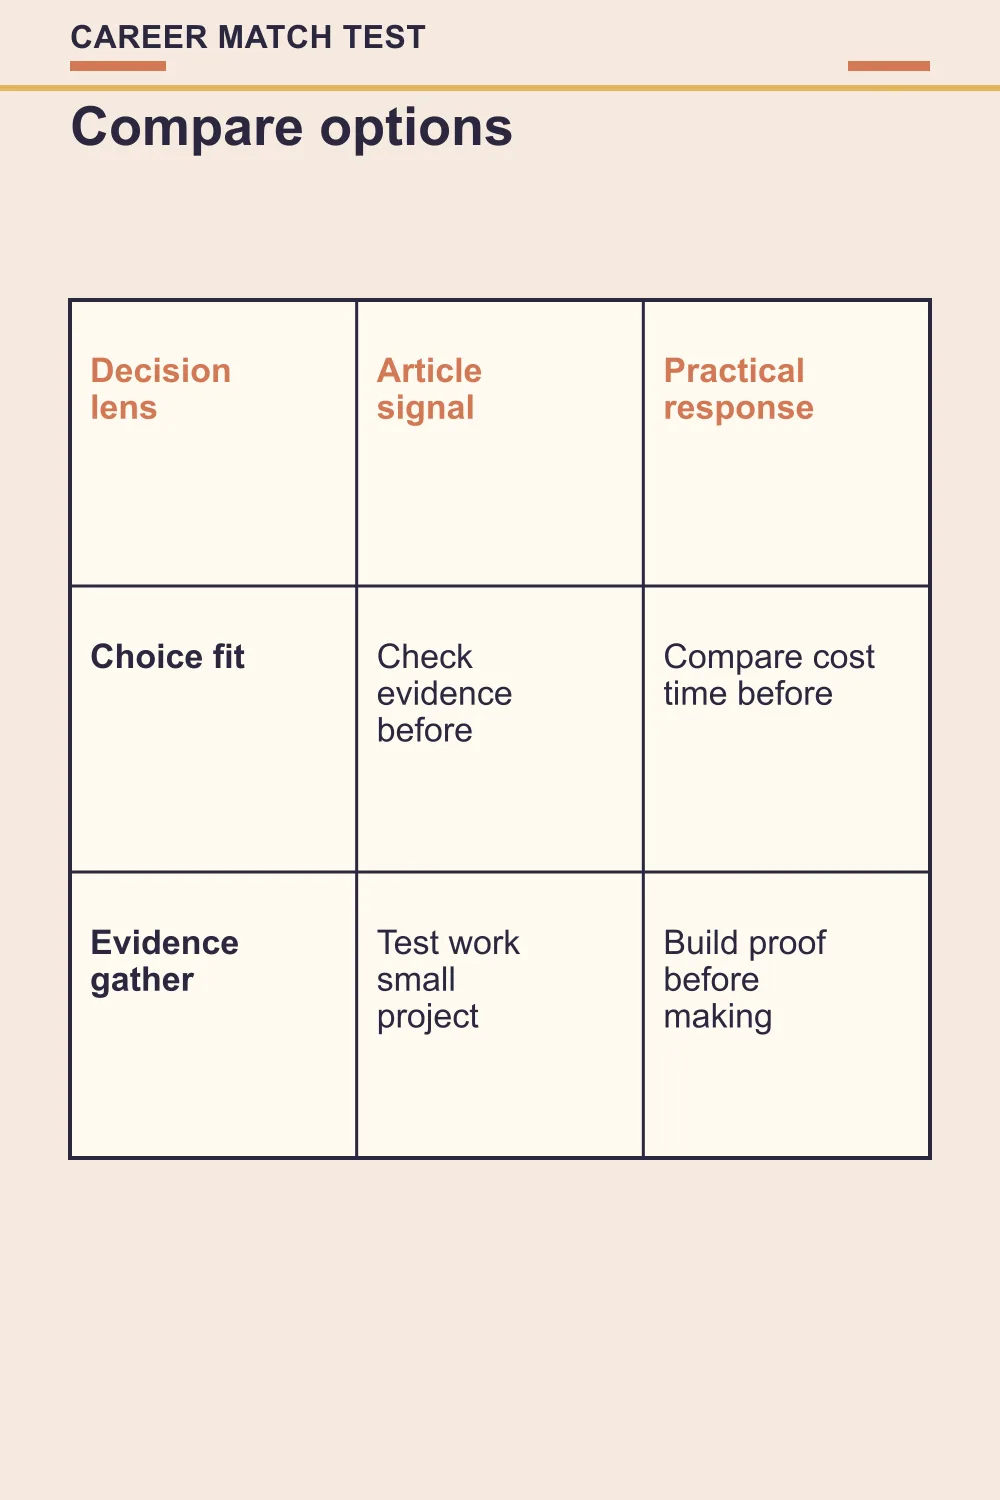 CAREER MATCH TEST
Compare options
Decision
lens
Article
signal
Practical
response
Choice fit
Check
evidence
before
Compare cost
time before
Evidence
gather
Test work
small
project
Build proof
before
making